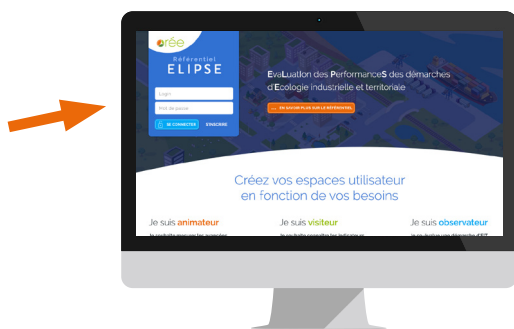 orée
Référentiel
ELIPSE
Login
Mot de passe
SE CONNECTER S'INSCRIRE
EvaLuatIon des PerformanceS des démarches
d'Ecologie industrielle et territoriale
... EN SAVOIR PLUS SUR LE RÉFÉRENTIEL
Créez vos espaces utilisateur
en fonction de vos besoins
Je suis animateur
Je suis visiteur
Je suis observateur